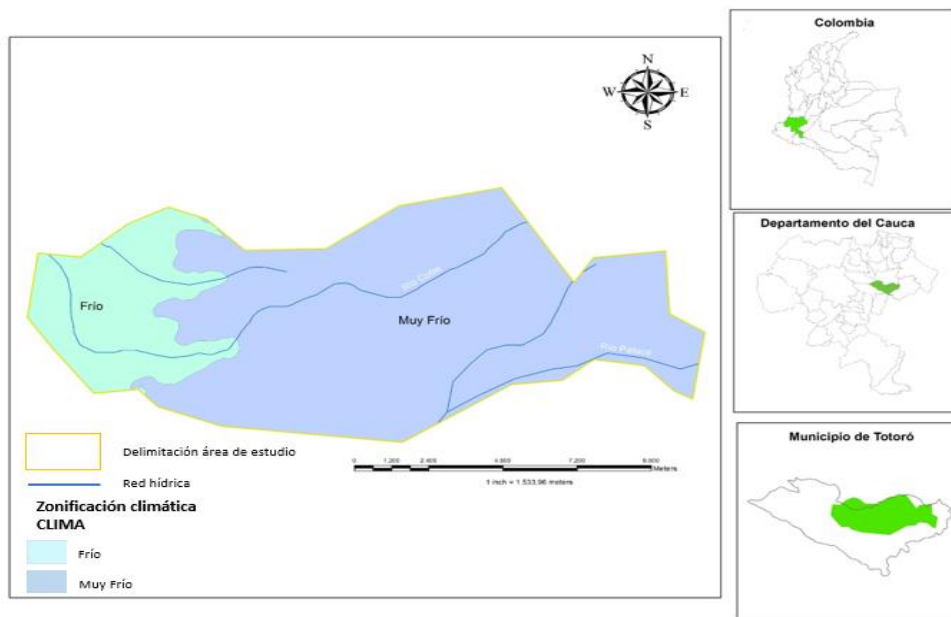 Colombia
N
W E
S
Departamento del Cauca
Frío
Río Cofre
Muy Frío
Río Palacé
Municipio de Totoró
Delimitación área de estudio
Red hídrica
Zonificación climática
CLIMA
Frío
Muy Frío
0 1.200 2.400 4.800 7.200 9.600
Meters
1 inch = 1.533,96 meters